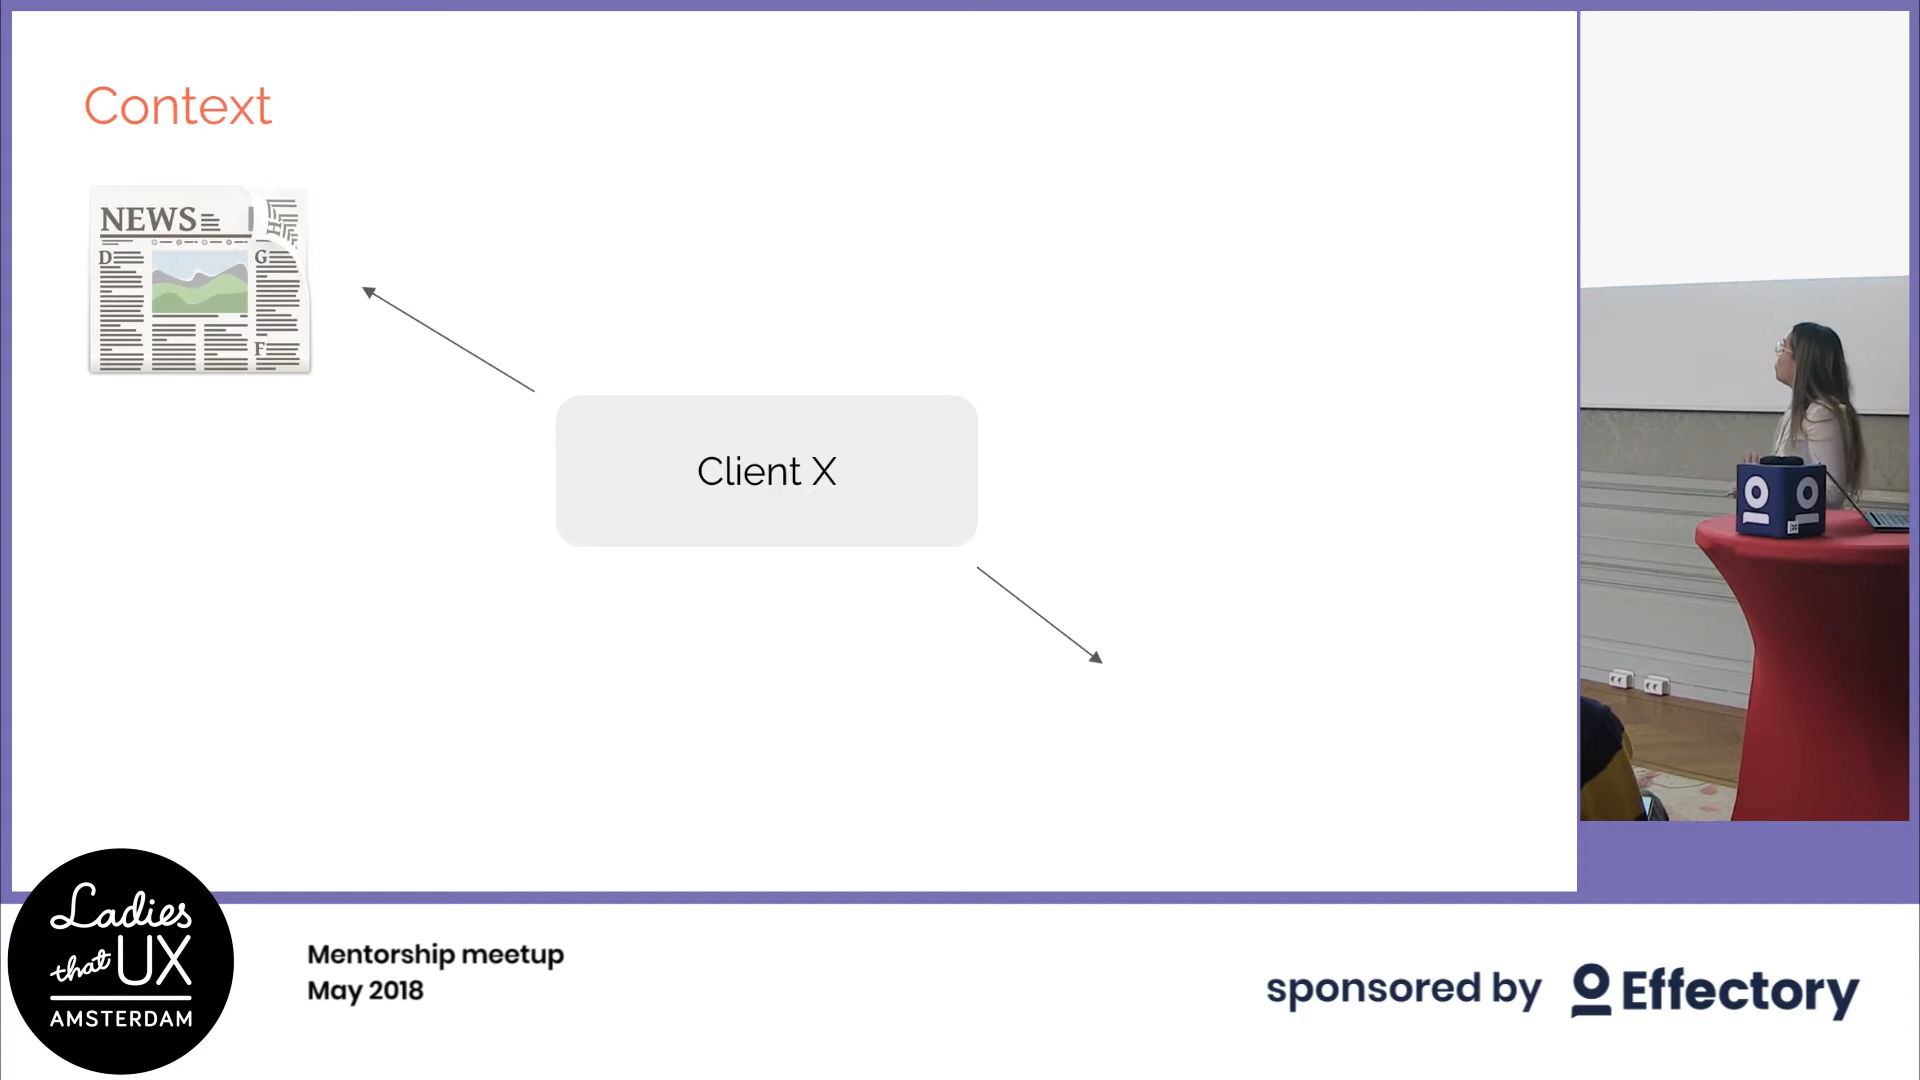 Context
NEWS
D
G
F
Client X
Ladies
that UX
AMSTERDAM
Mentorship meetup
May 2018
sponsored by Effectory